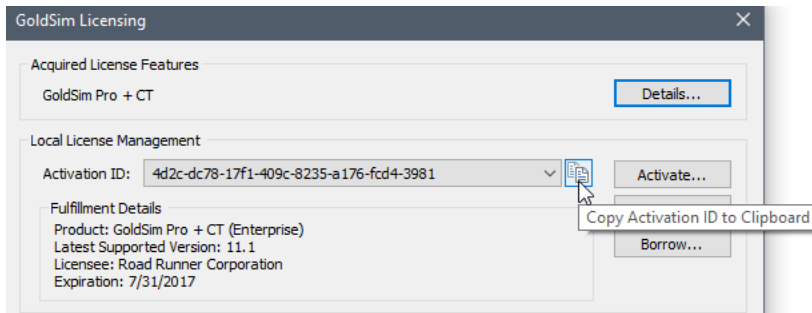 GoldSim Licensing
Acquired License Features
GoldSim Pro + CT
Details...
Local License Management
Activation ID: 4d2c-dc78-17f1-409c-8235-a176-fcd4-3981
Activate...
Copy Activation ID to Clipboard
Fulfillment Details
Product: GoldSim Pro + CT (Enterprise)
Latest Supported Version: 11.1
Licensee: Road Runner Corporation
Expiration: 7/31/2017
Borrow...